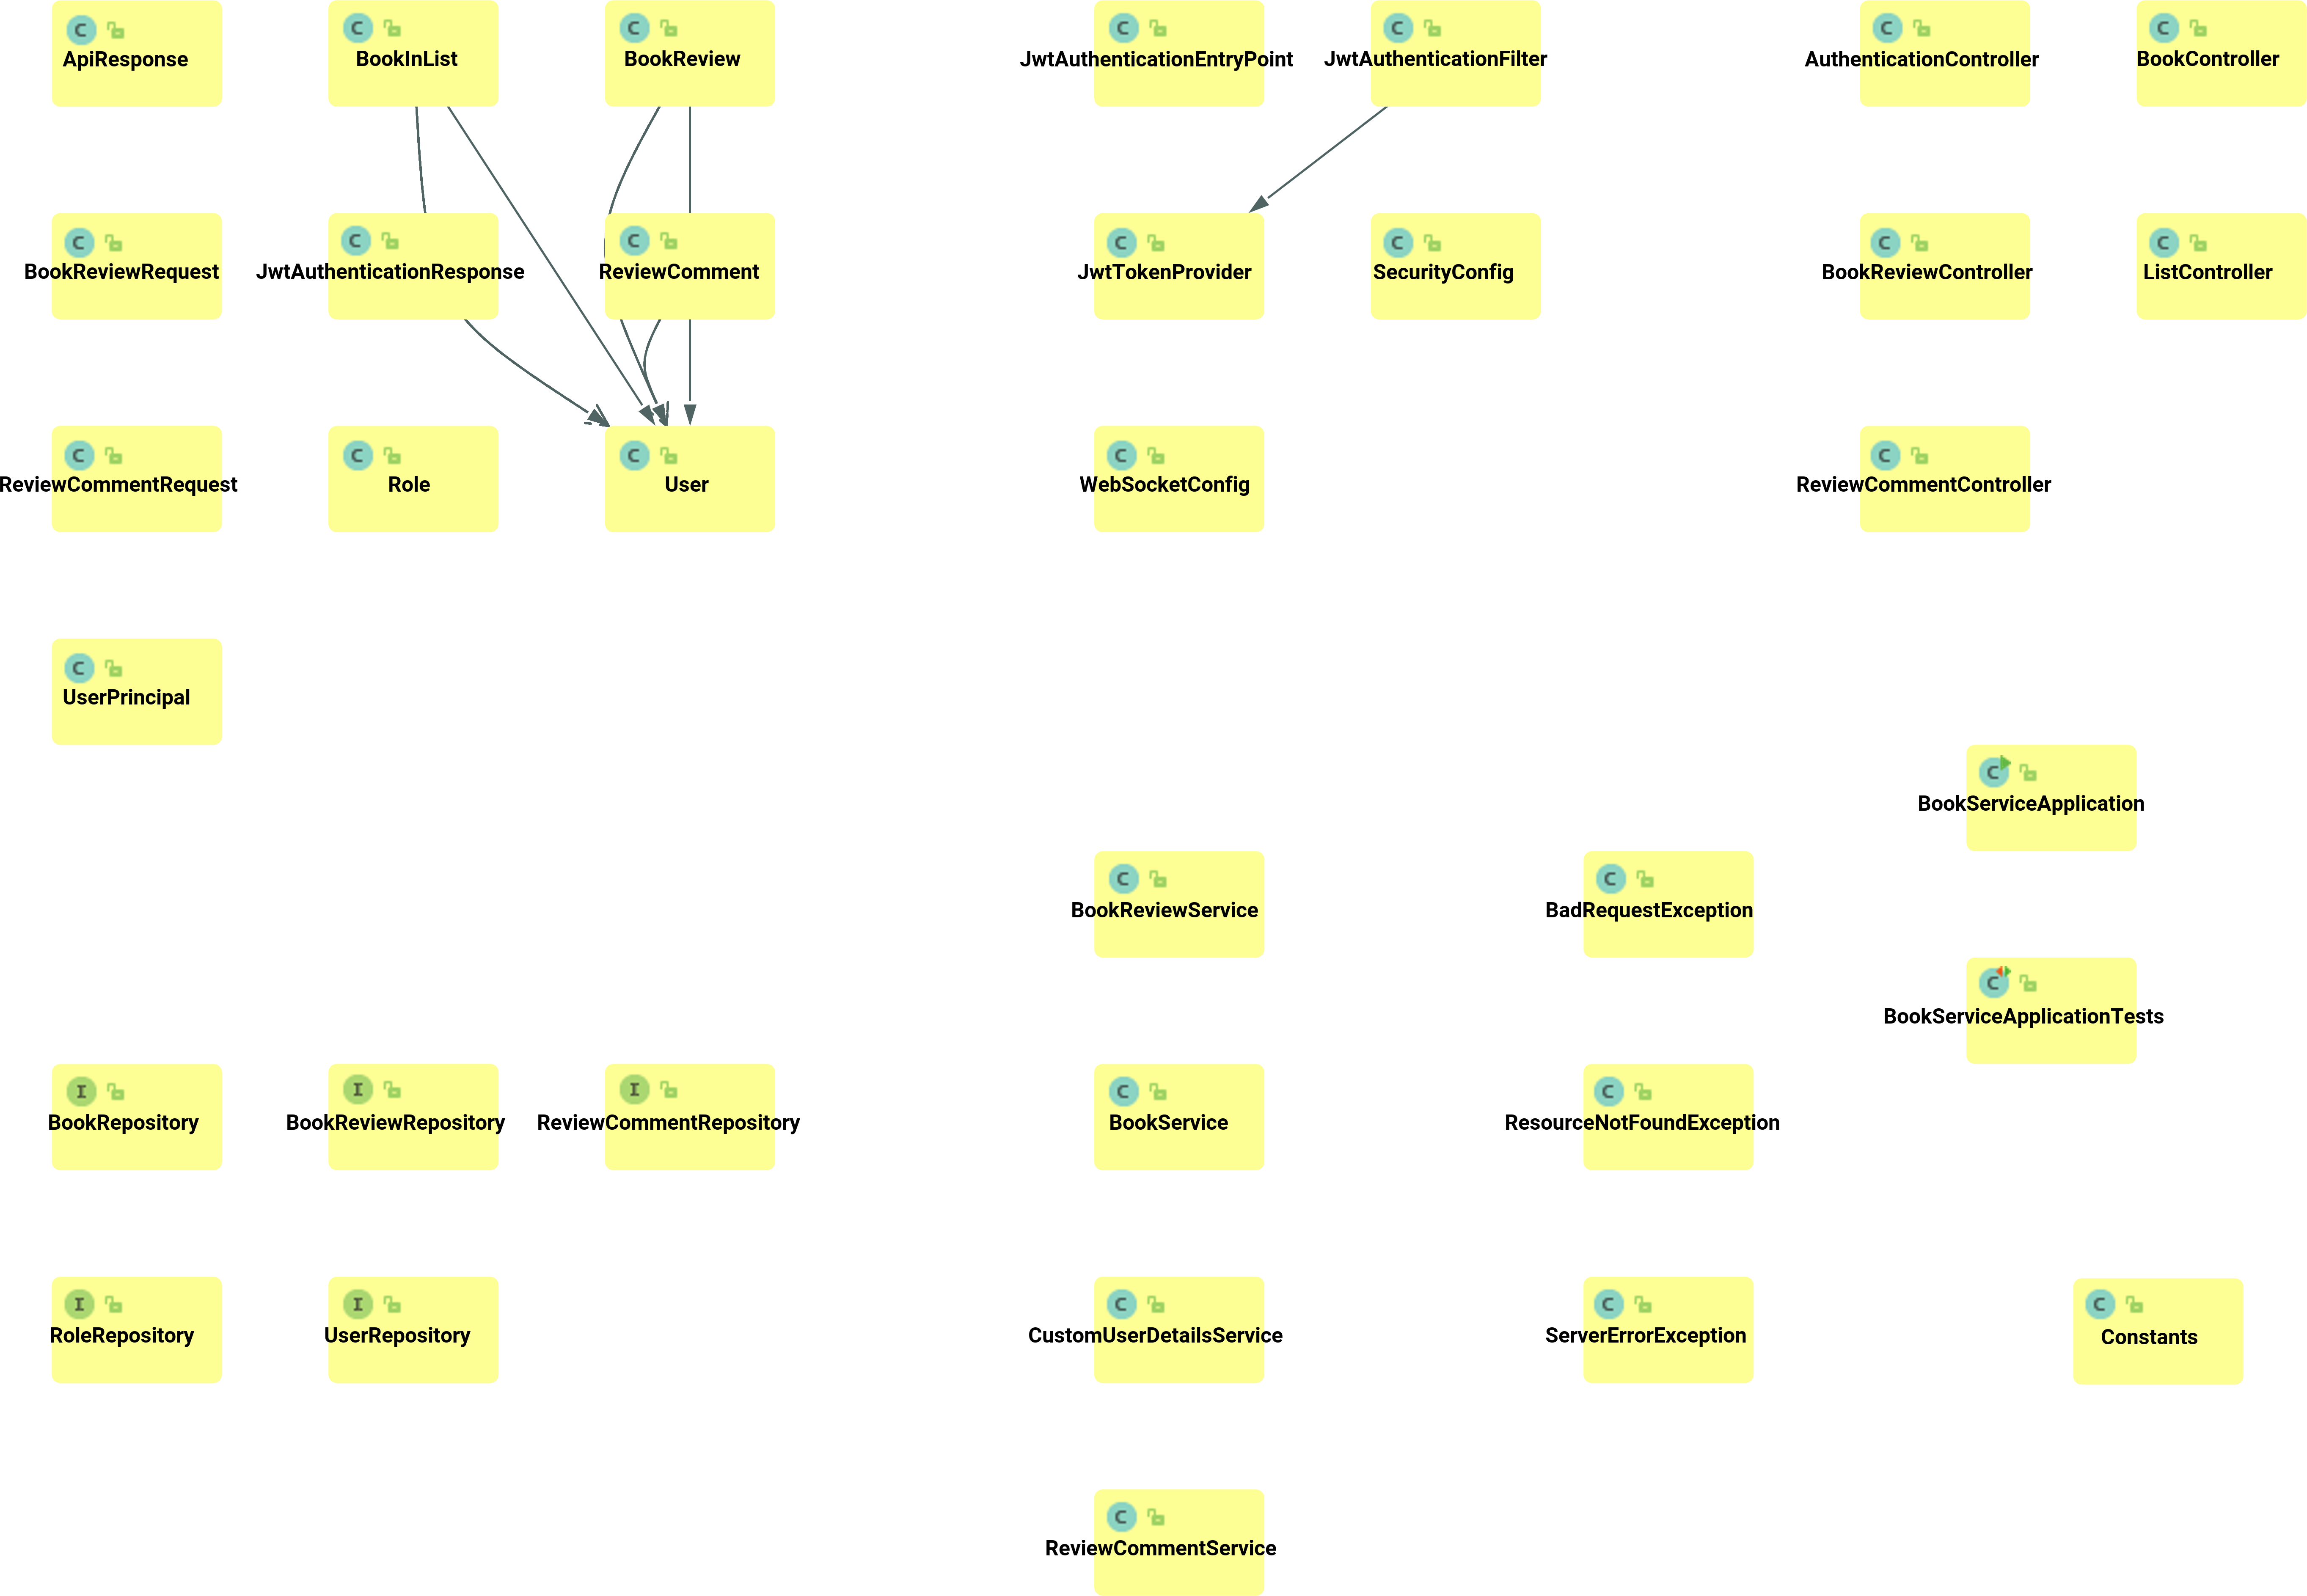 ApiResponse
BookInList
BookReview
JwtAuthenticationEntryPoint
JwtAuthenticationFilter
AuthenticationController
BookController
BookReviewRequest
JwtAuthenticationResponse
ReviewComment
JwtTokenProvider
SecurityConfig
BookReviewController
ListController
ReviewCommentRequest
Role
User
WebSocketConfig
ReviewCommentController
UserPrincipal
BookServiceApplication
BookReviewService
BadRequestException
BookServiceApplicationTests
BookRepository
BookReviewRepository
ReviewCommentRepository
BookService
ResourceNotFoundException
RoleRepository
UserRepository
CustomUserDetailsService
ServerErrorException
Constants
ReviewCommentService